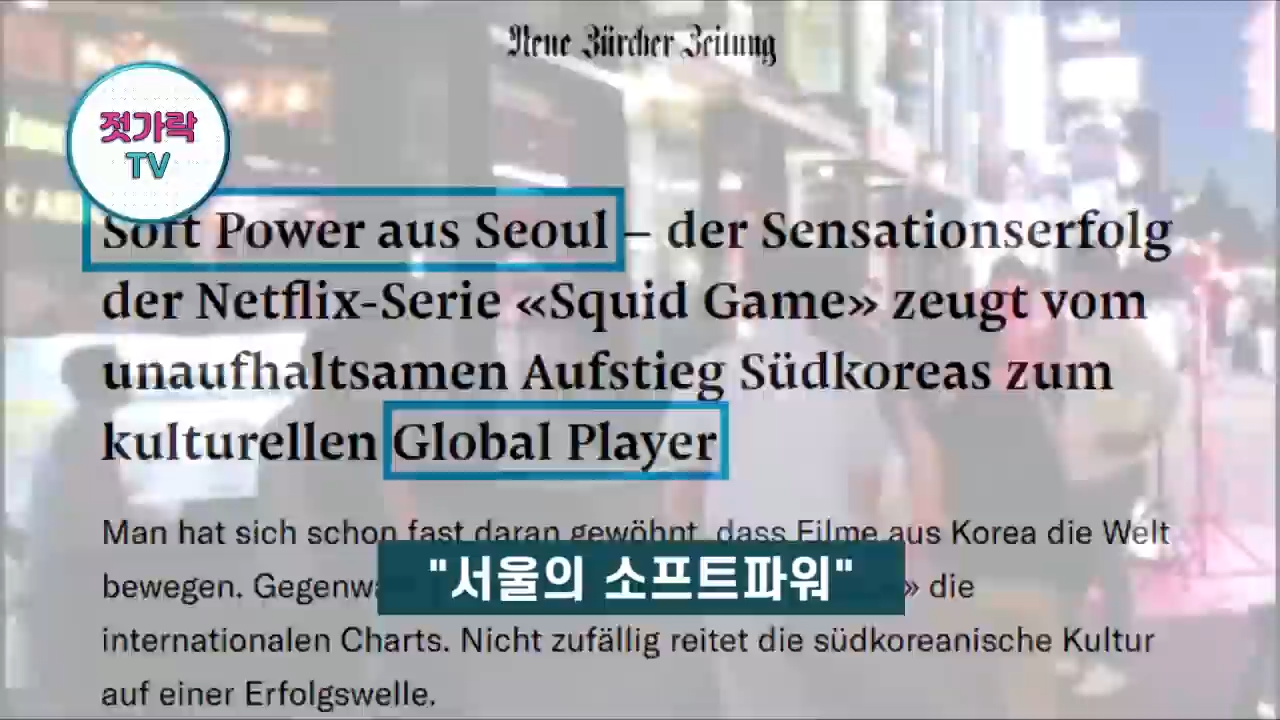 Neue Zürcher Zeitung
젓가락
TV
Soft Power aus Seoul – der Sensationserfolg
der Netflix-Serie «Squid Game» zeugt vom
unaufhaltsamen Aufstieg Südkoreas zum
kulturellen Global Player
Man hat sich schon fast daran gewöhnt, dass Filme aus Korea die Welt
bewegen. » die
"서울의 소프트파워"
internationalen Charts. Nicht zufällig reitet die südkoreanische Kultur
auf einer Erfolgswelle.